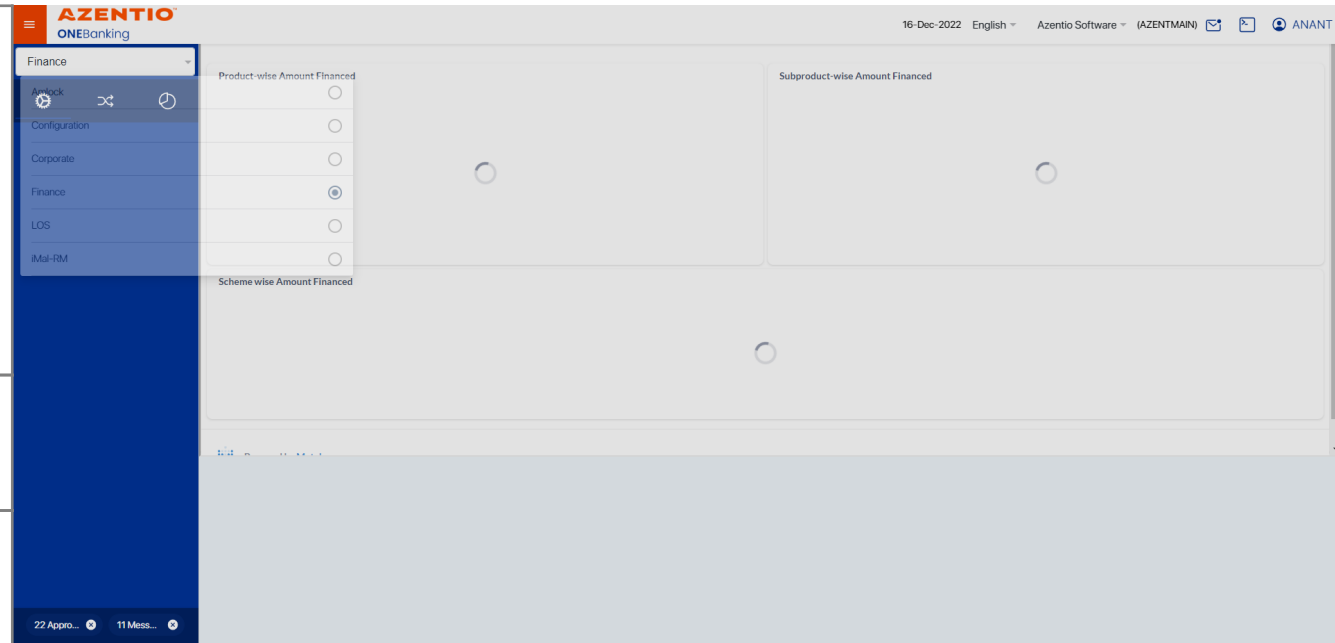 AZENTIO
ONEBanking
16-Dec-2022 English Azentio Software (AZENTMAIN) ANANT
Finance
Product-wise Amount Financed
Subproduct-wise Amount Financed
Amlock
Configuration
Corporate
Finance
LOS
iMal-RM
Scheme wise Amount Financed
22 Appro...
11 Mess...